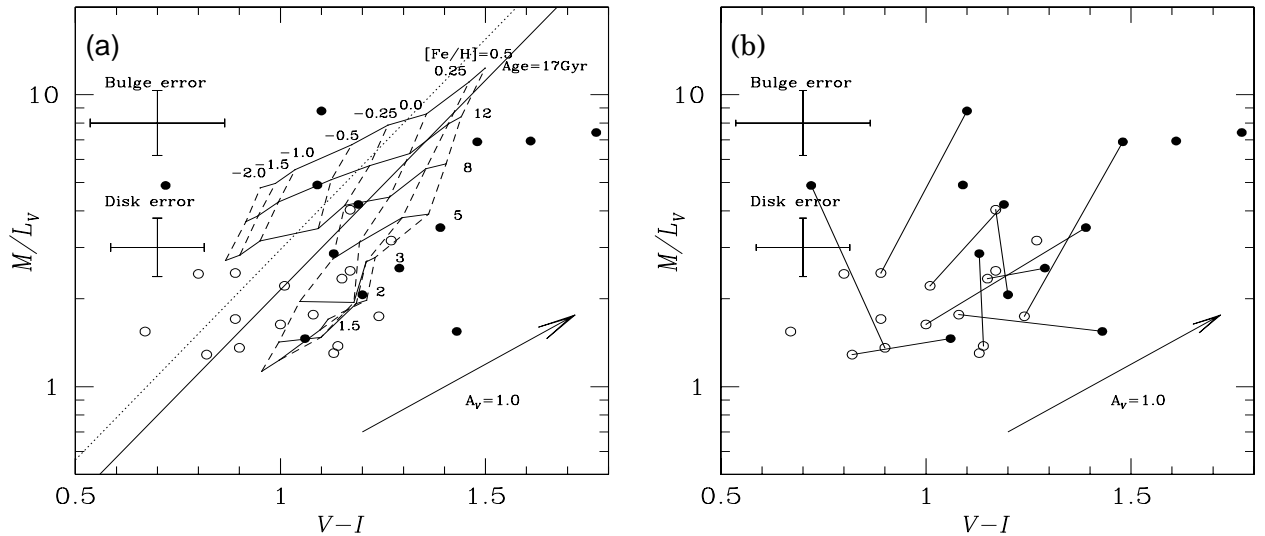 (a)
[Fe/H]=0.5
0.25
Age=17Gyr
0.0
-0.25
-0.5
-1.0
-1.5
-2.0
12
8
5
3
2
1.5
Bulge error
Disk error
A_V=1.0
10
1
M/L_V
0.5
1
1.5
V-I
(b)
Bulge error
Disk error
A_V=1.0
10
1
M/L_V
0.5
1
1.5
V-I